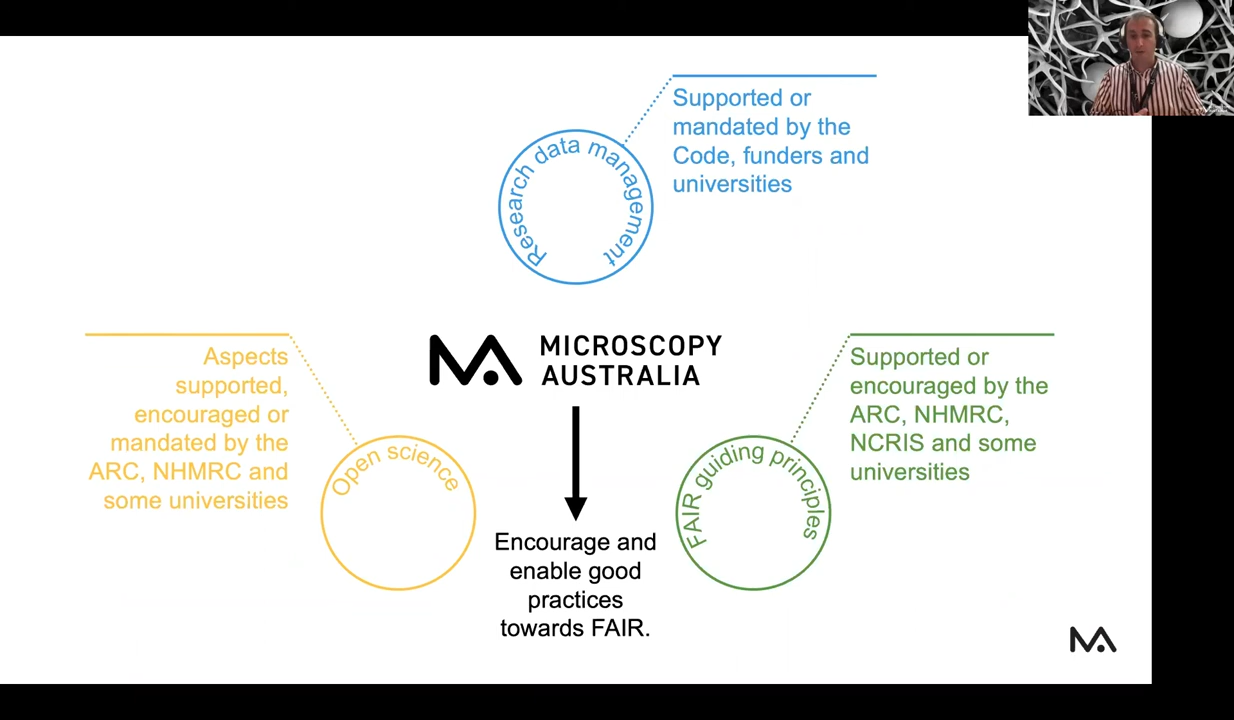 Supported or
mandated by the
Code, funders and
universities
Research data management
MICROSCOPY
AUSTRALIA
Aspects
supported,
encouraged or
mandated by the
ARC, NHMRC and
some universities
Open science
Supported or
encouraged by the
ARC, NHMRC,
NCRIS and some
universities
FAIR guiding principles
Encourage and
enable good
practices
towards FAIR.